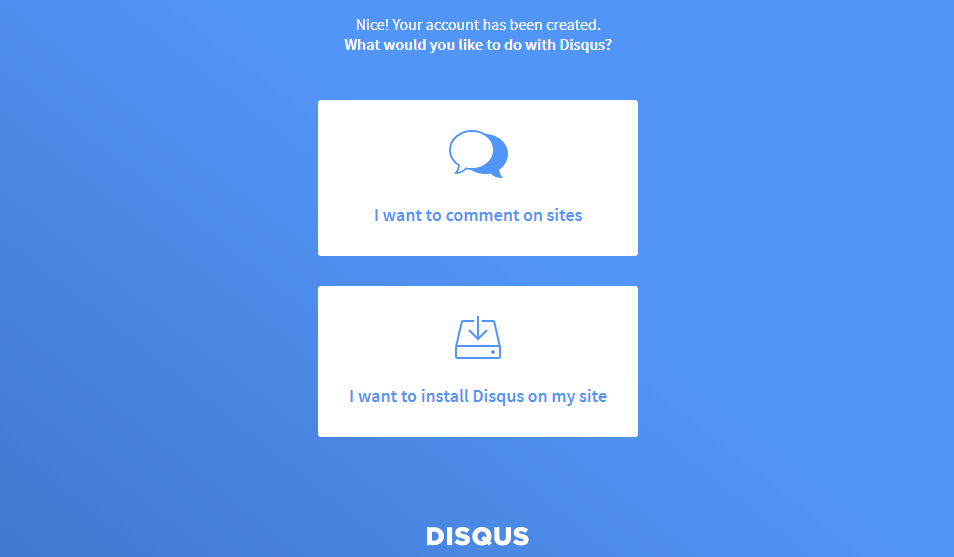 Nice! Your account has been created.
What would you like to do with Disqus?
I want to comment on sites
I want to install Disqus on my site
DISQUS